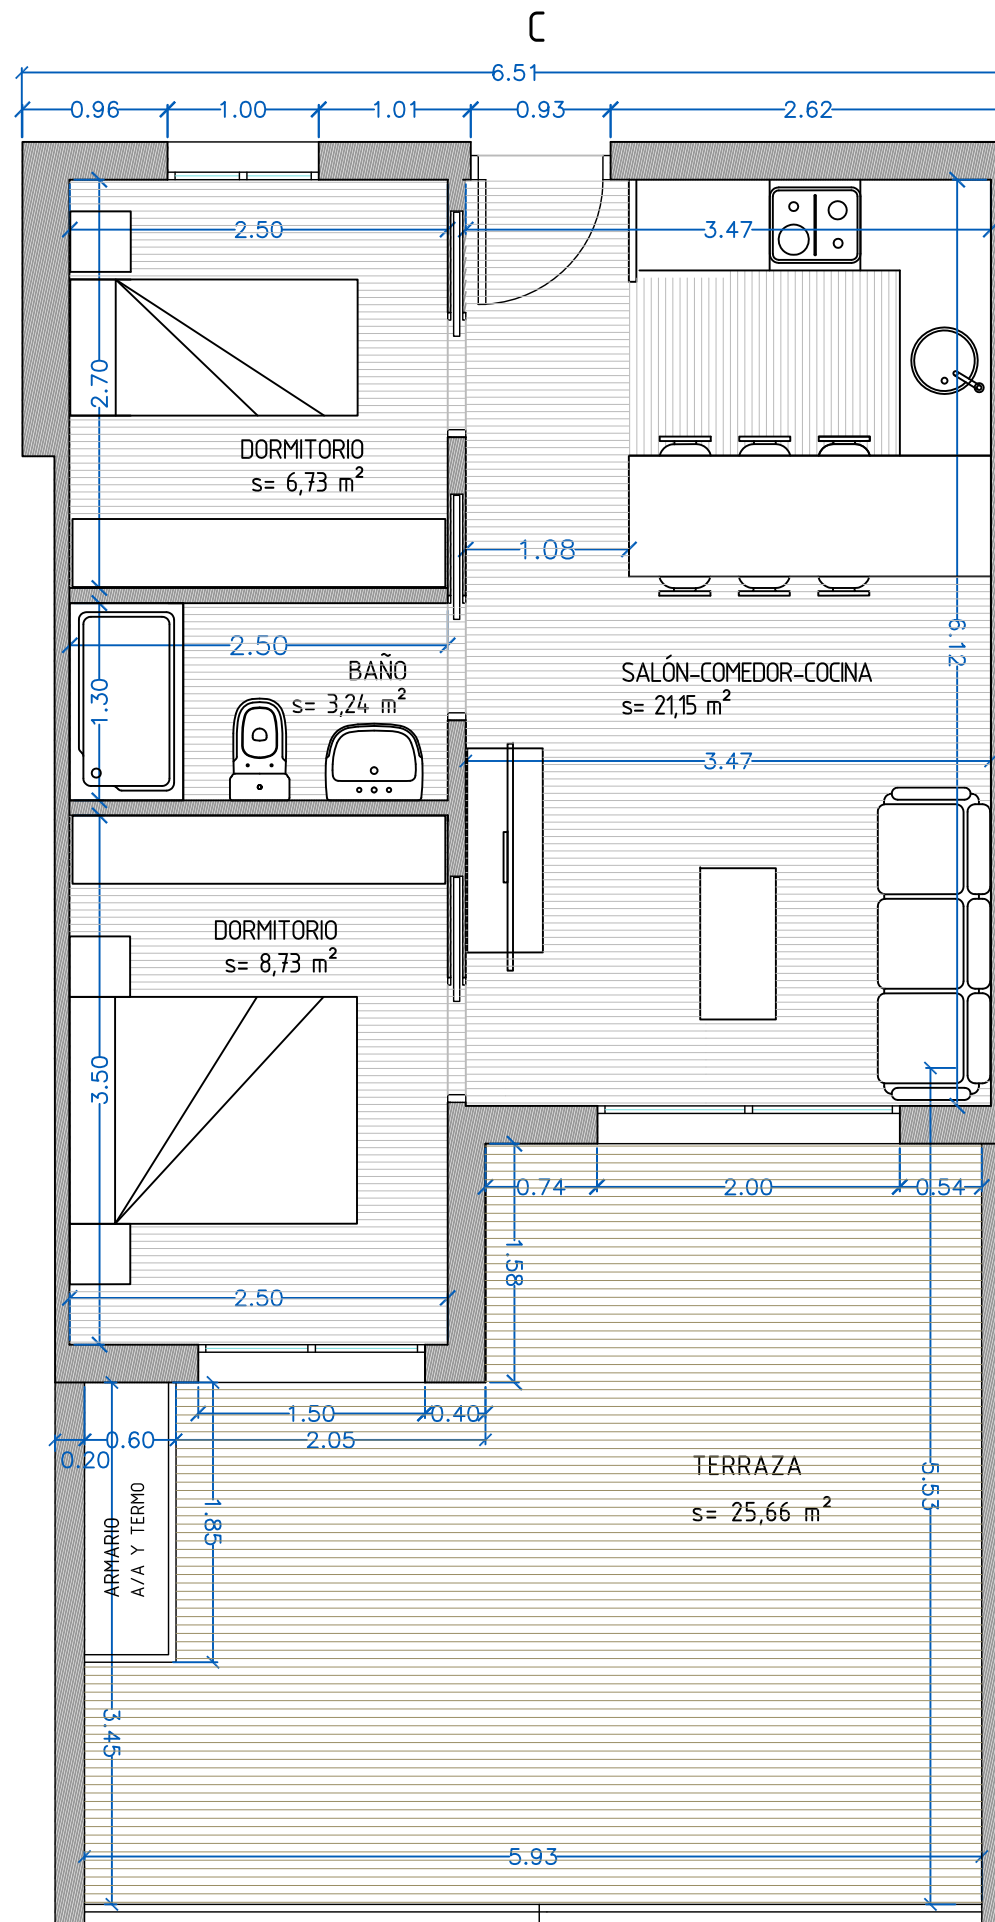 C
6.51
0.96 1.00 1.01 0.93 2.62
2.50
3.47
2.70
DORMITORIO
s= 6,73 m²
1.08
6.12
2.50
BAÑO
s= 3,24 m²
1.30
SALÓN-COMEDOR-COCINA
s= 21,15 m²
3.47
DORMITORIO
s= 8,73 m²
3.50
0.74 2.00 0.54
1.58
2.50
1.50 0.40
0.20 0.60 2.05
TERRAZA
s= 25,66 m²
5.53
1.85
ARMARIO
A/A Y TERMO
3.45
5.93